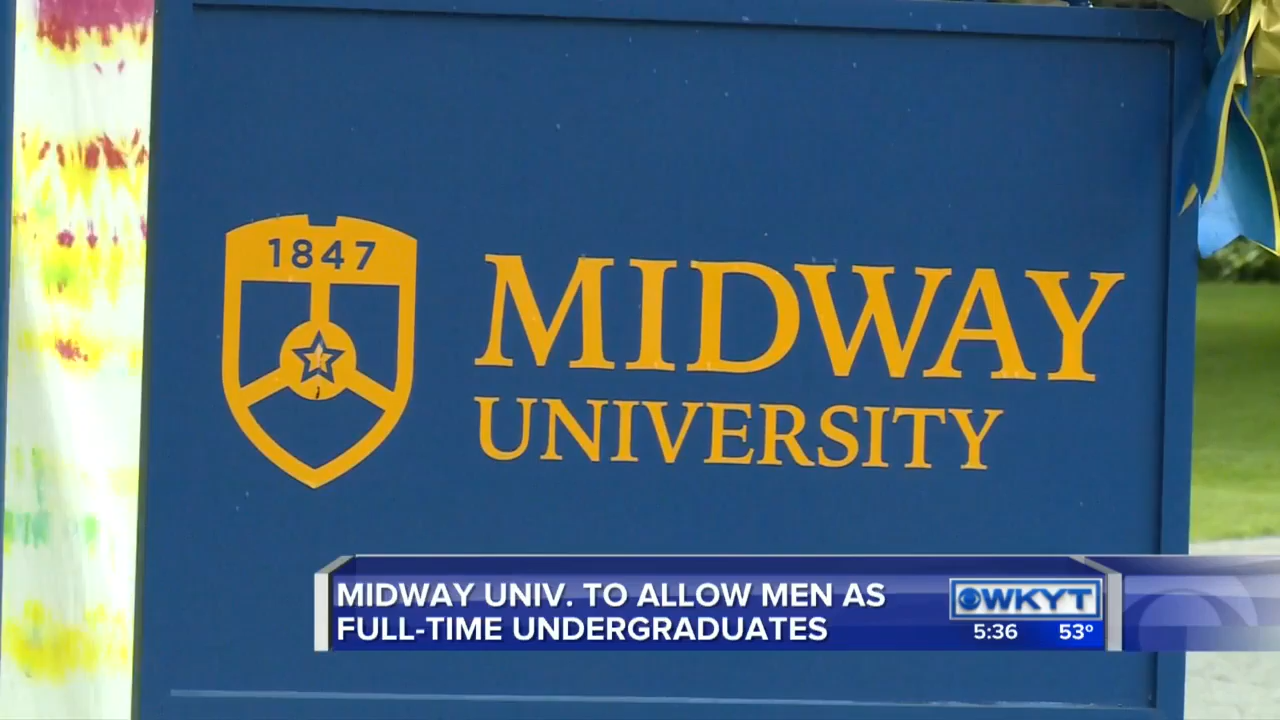 1847
MIDWAY
UNIVERSITY
MIDWAY UNIV. TO ALLOW MEN AS
FULL-TIME UNDERGRADUATES
WKYT
5:36 53°